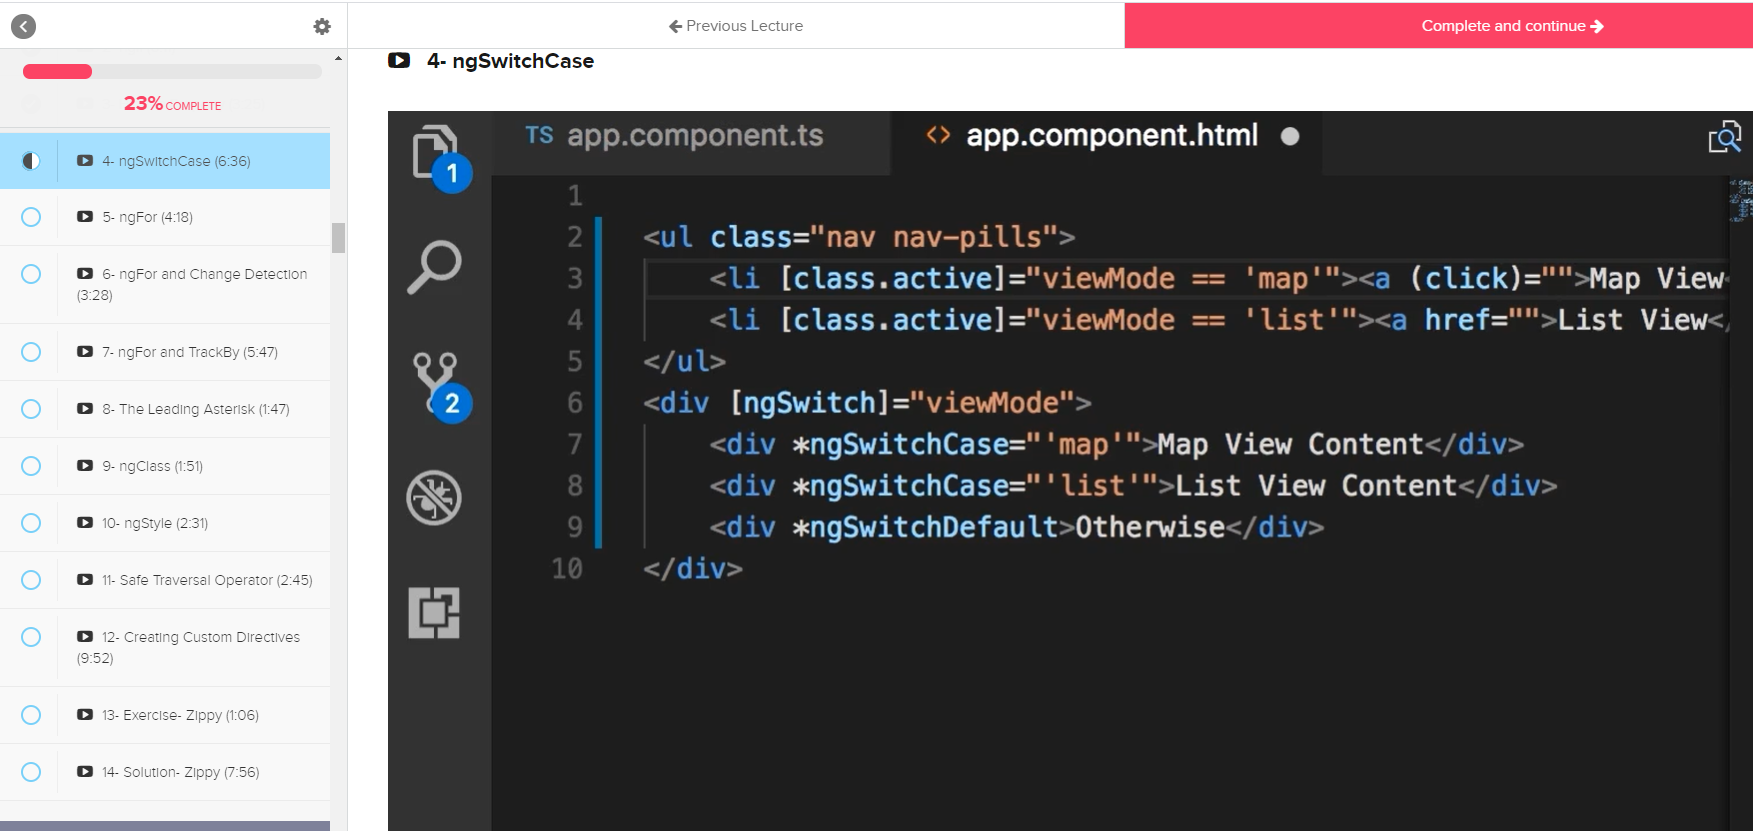 Previous Lecture
Complete and continue
23% COMPLETE
4- ngSwitchCase (6:36)
5- ngFor (4:18)
6- ngFor and Change Detection
(3:28)
7- ngFor and TrackBy (5:47)
8- The Leading Asterisk (1:47)
9- ngClass (1:51)
10- ngStyle (2:31)
11- Safe Traversal Operator (2:45)
12- Creating Custom Directives
(9:52)
13- Exercise- Zippy (1:06)
14- Solution- Zippy (7:56)
4- ngSwitchCase
TS app.component.ts
<> app.component.html
1
2
1
2 <ul class="nav nav-pills">
3 <li [class.active]="viewMode == 'map'"><a (click)="">Map View<
4 <li [class.active]="viewMode == 'list'"><a href="">List View</
5 </ul>
6 <div [ngSwitch]="viewMode">
7 <div *ngSwitchCase="'map'">Map View Content</div>
8 <div *ngSwitchCase="'list'">List View Content</div>
9 <div *ngSwitchDefault>Otherwise</div>
10 </div>